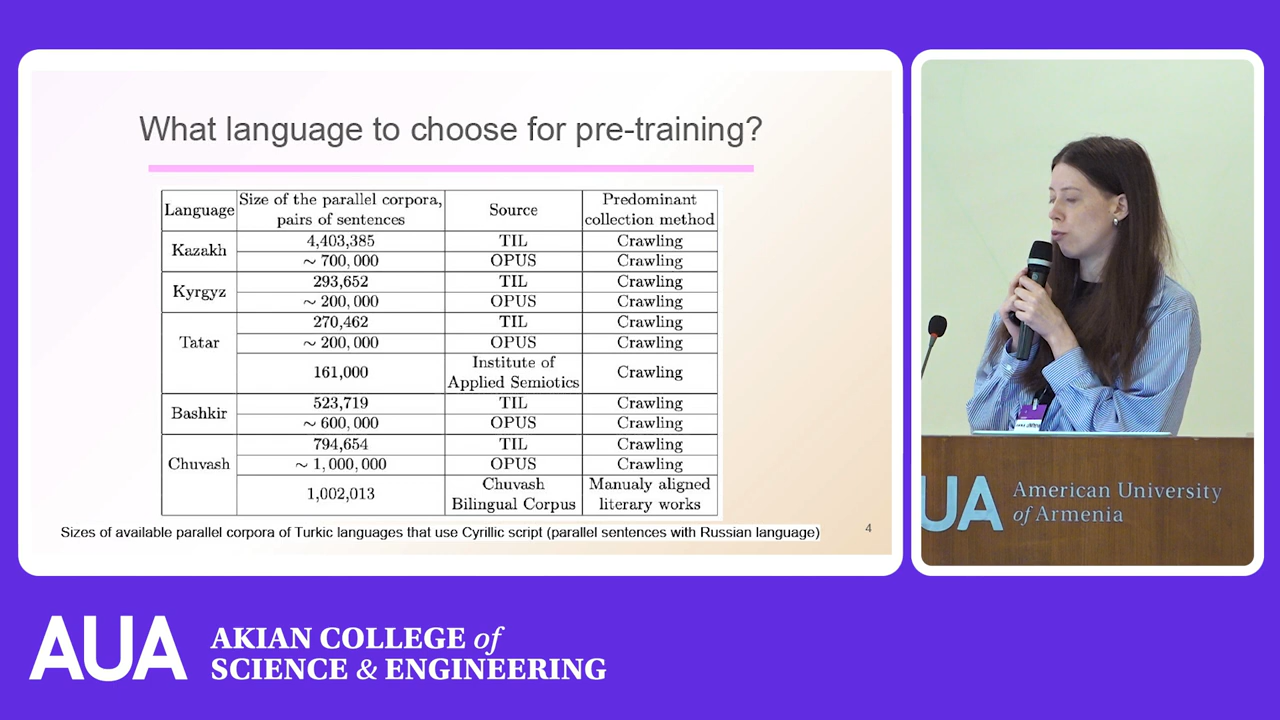 What language to choose for pre-training?
Language
Size of the parallel corpora,
pairs of sentences
Source
Predominant
collection method
Kazakh
4,403,385 TIL Crawling
~ 700,000 OPUS Crawling
Kyrgyz
293,652 TIL Crawling
~ 200,000 OPUS Crawling
Tatar
270,462 TIL Crawling
~ 200,000 OPUS Crawling
161,000
Institute of
Applied Semiotics
Crawling
Bashkir
523,719 TIL Crawling
~ 600,000 OPUS Crawling
Chuvash
794,654 TIL Crawling
~ 1,000,000 OPUS Crawling
1,002,013
Chuvash
Bilingual Corpus
Manualy aligned
literary works
Sizes of available parallel corpora of Turkic languages that use Cyrillic script (parallel sentences with Russian language)
4
UA
American University
of Armenia
AUA
AKIAN COLLEGE of
SCIENCE & ENGINEERING